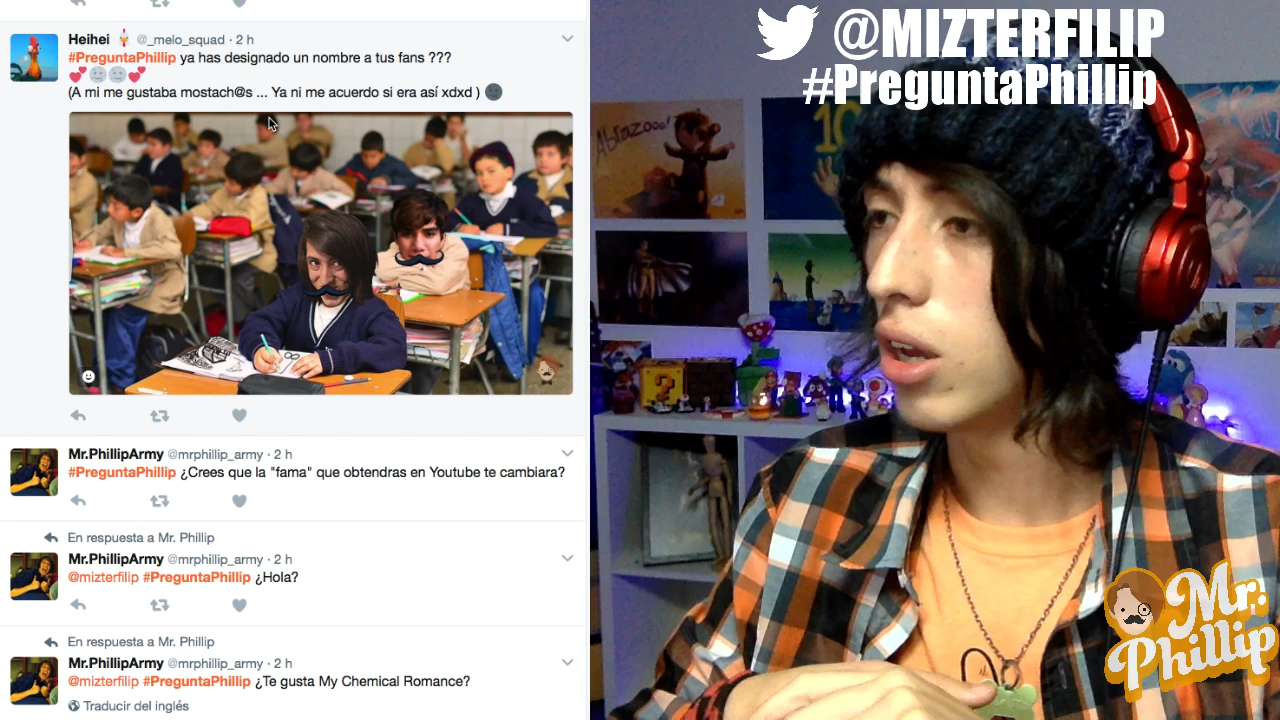 Heihei @_melo_squad · 2 h
#PreguntaPhillip ya has designado un nombre a tus fans ???
(A mi me gustaba mostach@s ... Ya ni me acuerdo si era así xdxd )
Mr.PhillipArmy @mrphillip_army · 2 h
#PreguntaPhillip ¿Crees que la "fama" que obtendras en Youtube te cambiara?
En respuesta a Mr. Phillip
Mr.PhillipArmy @mrphillip_army · 2 h
@mizterfilip #PreguntaPhillip ¿Hola?
En respuesta a Mr. Phillip
Mr.PhillipArmy @mrphillip_army · 2 h
@mizterfilip #PreguntaPhillip ¿Te gusta My Chemical Romance?
Traducir del inglés
@MIZTERFILIP
#PreguntaPhillip
Abrazooo!
10
?
Mr.
Phillip